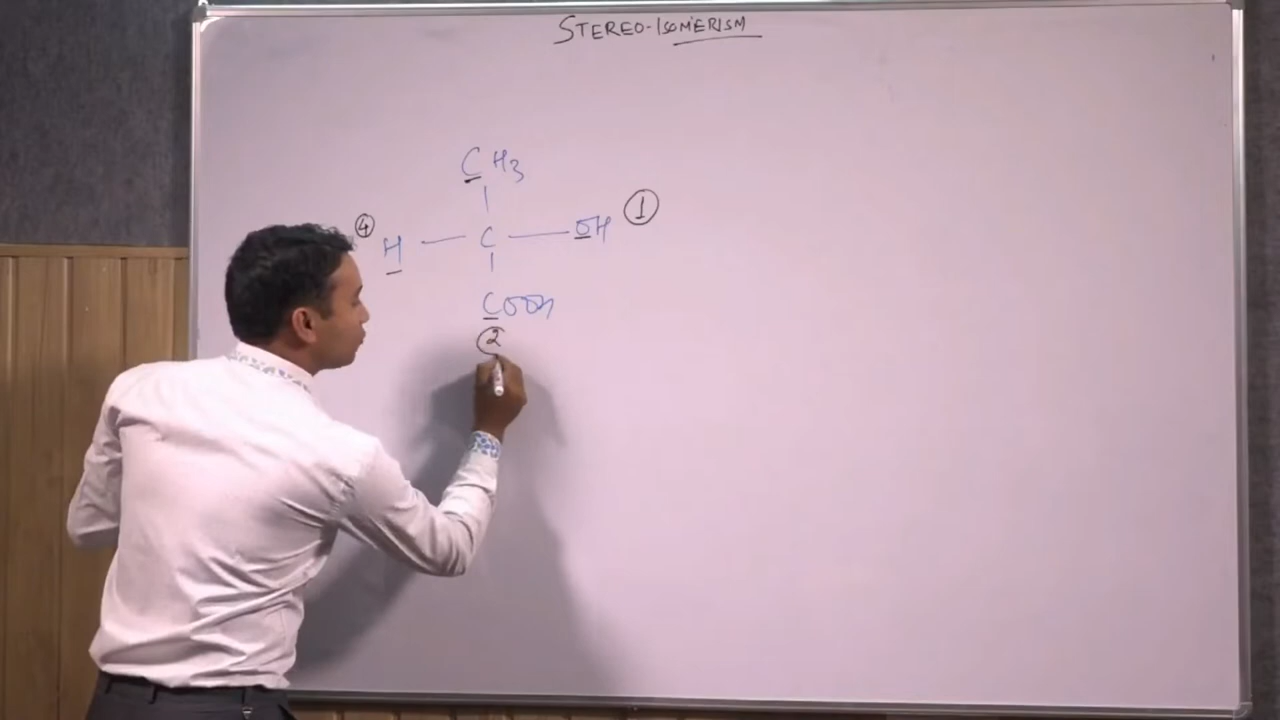 STEREO-ISOMERISM
CH3
4 H — C — OH 1
COOH
2